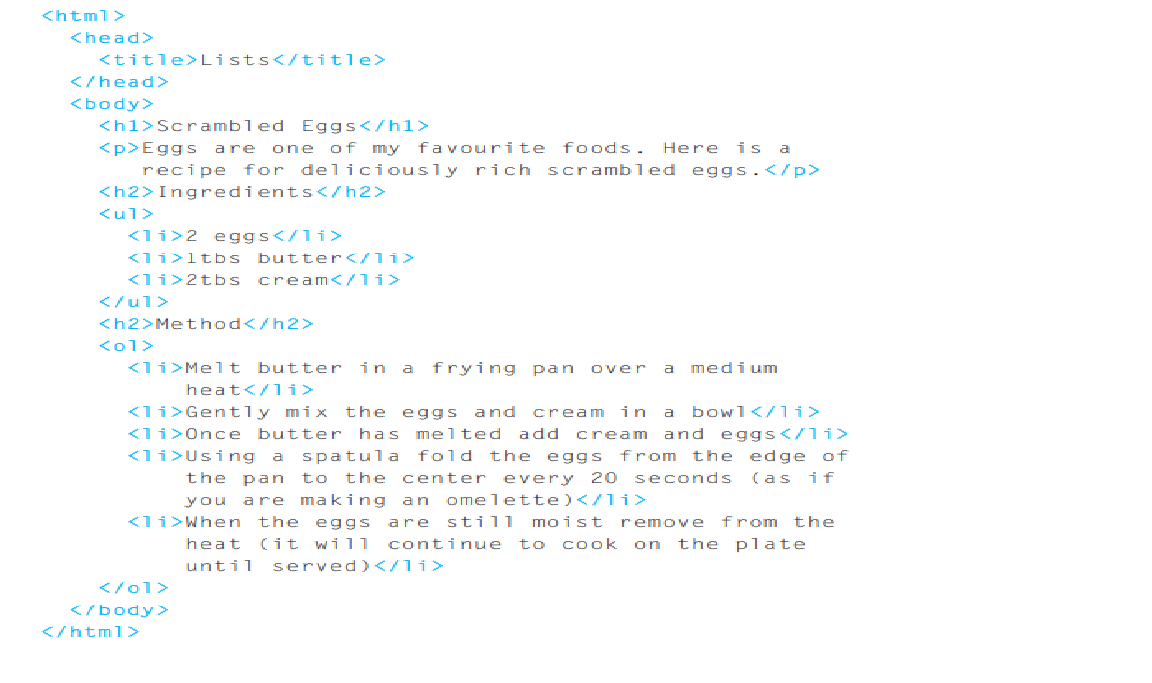 <html>
<head>
<title>Lists</title>
</head>
<body>
<h1>Scrambled Eggs</h1>
<p>Eggs are one of my favourite foods. Here is a
recipe for deliciously rich scrambled eggs.</p>
<h2>Ingredients</h2>
<ul>
<li>2 eggs</li>
<li>1tbs butter</li>
<li>2tbs cream</li>
</ul>
<h2>Method</h2>
<ol>
<li>Melt butter in a frying pan over a medium
heat</li>
<li>Gently mix the eggs and cream in a bowl</li>
<li>Once butter has melted add cream and eggs</li>
<li>Using a spatula fold the eggs from the edge of
the pan to the center every 20 seconds (as if
you are making an omelette)</li>
<li>When the eggs are still moist remove from the
heat (it will continue to cook on the plate
until served)</li>
</ol>
</body>
</html>